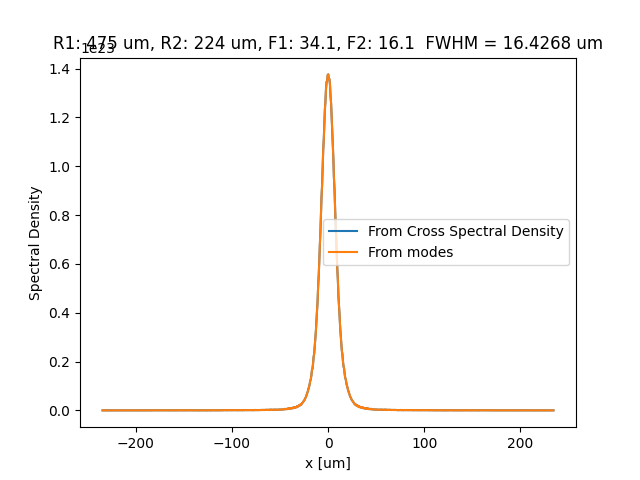 R1: 475 um, R2: 224 um, F1: 34.1, F2: 16.1  FWHM = 16.4268 um
1e23
1.4
1.2
1.0
0.8
0.6
0.4
0.2
0.0
Spectral Density
From Cross Spectral Density
From modes
−200
−100
0
100
200
x [um]